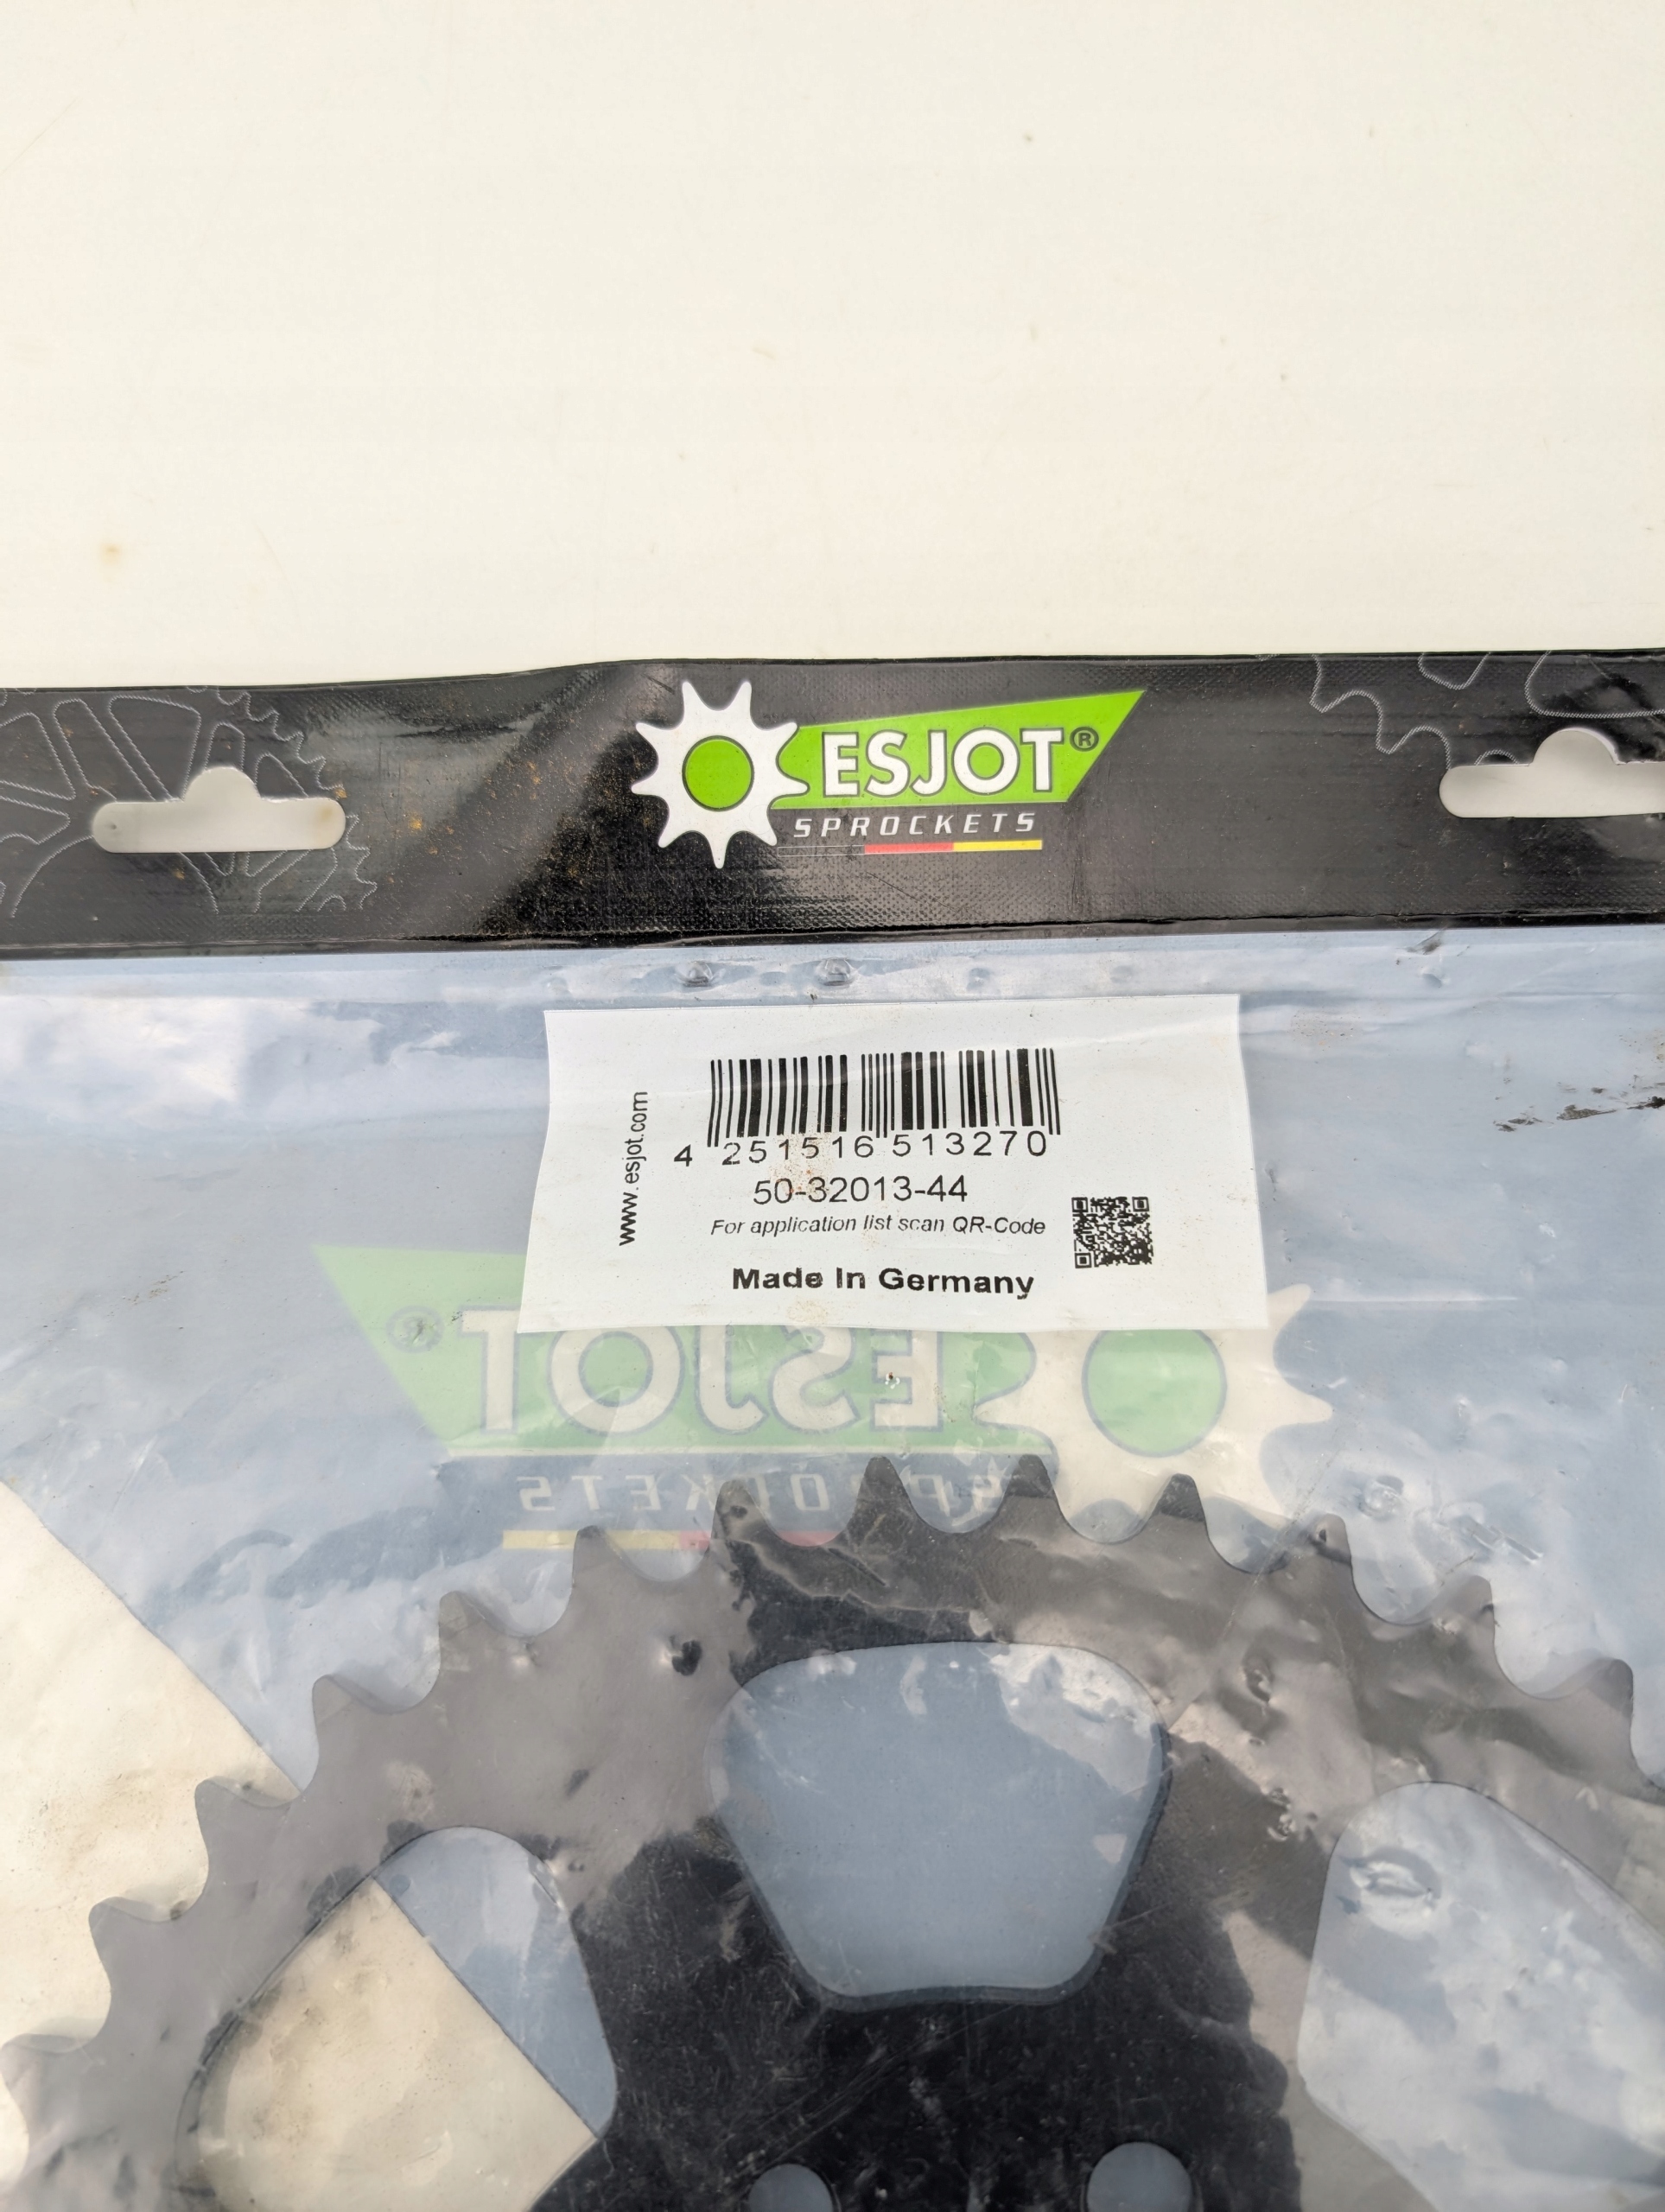 ESJOT®
SPROCKETS
www.esjot.com
4 251516 513270
50-32013-44
For application list scan QR-Code
Made In Germany
ESJOT®
SPROCKETS